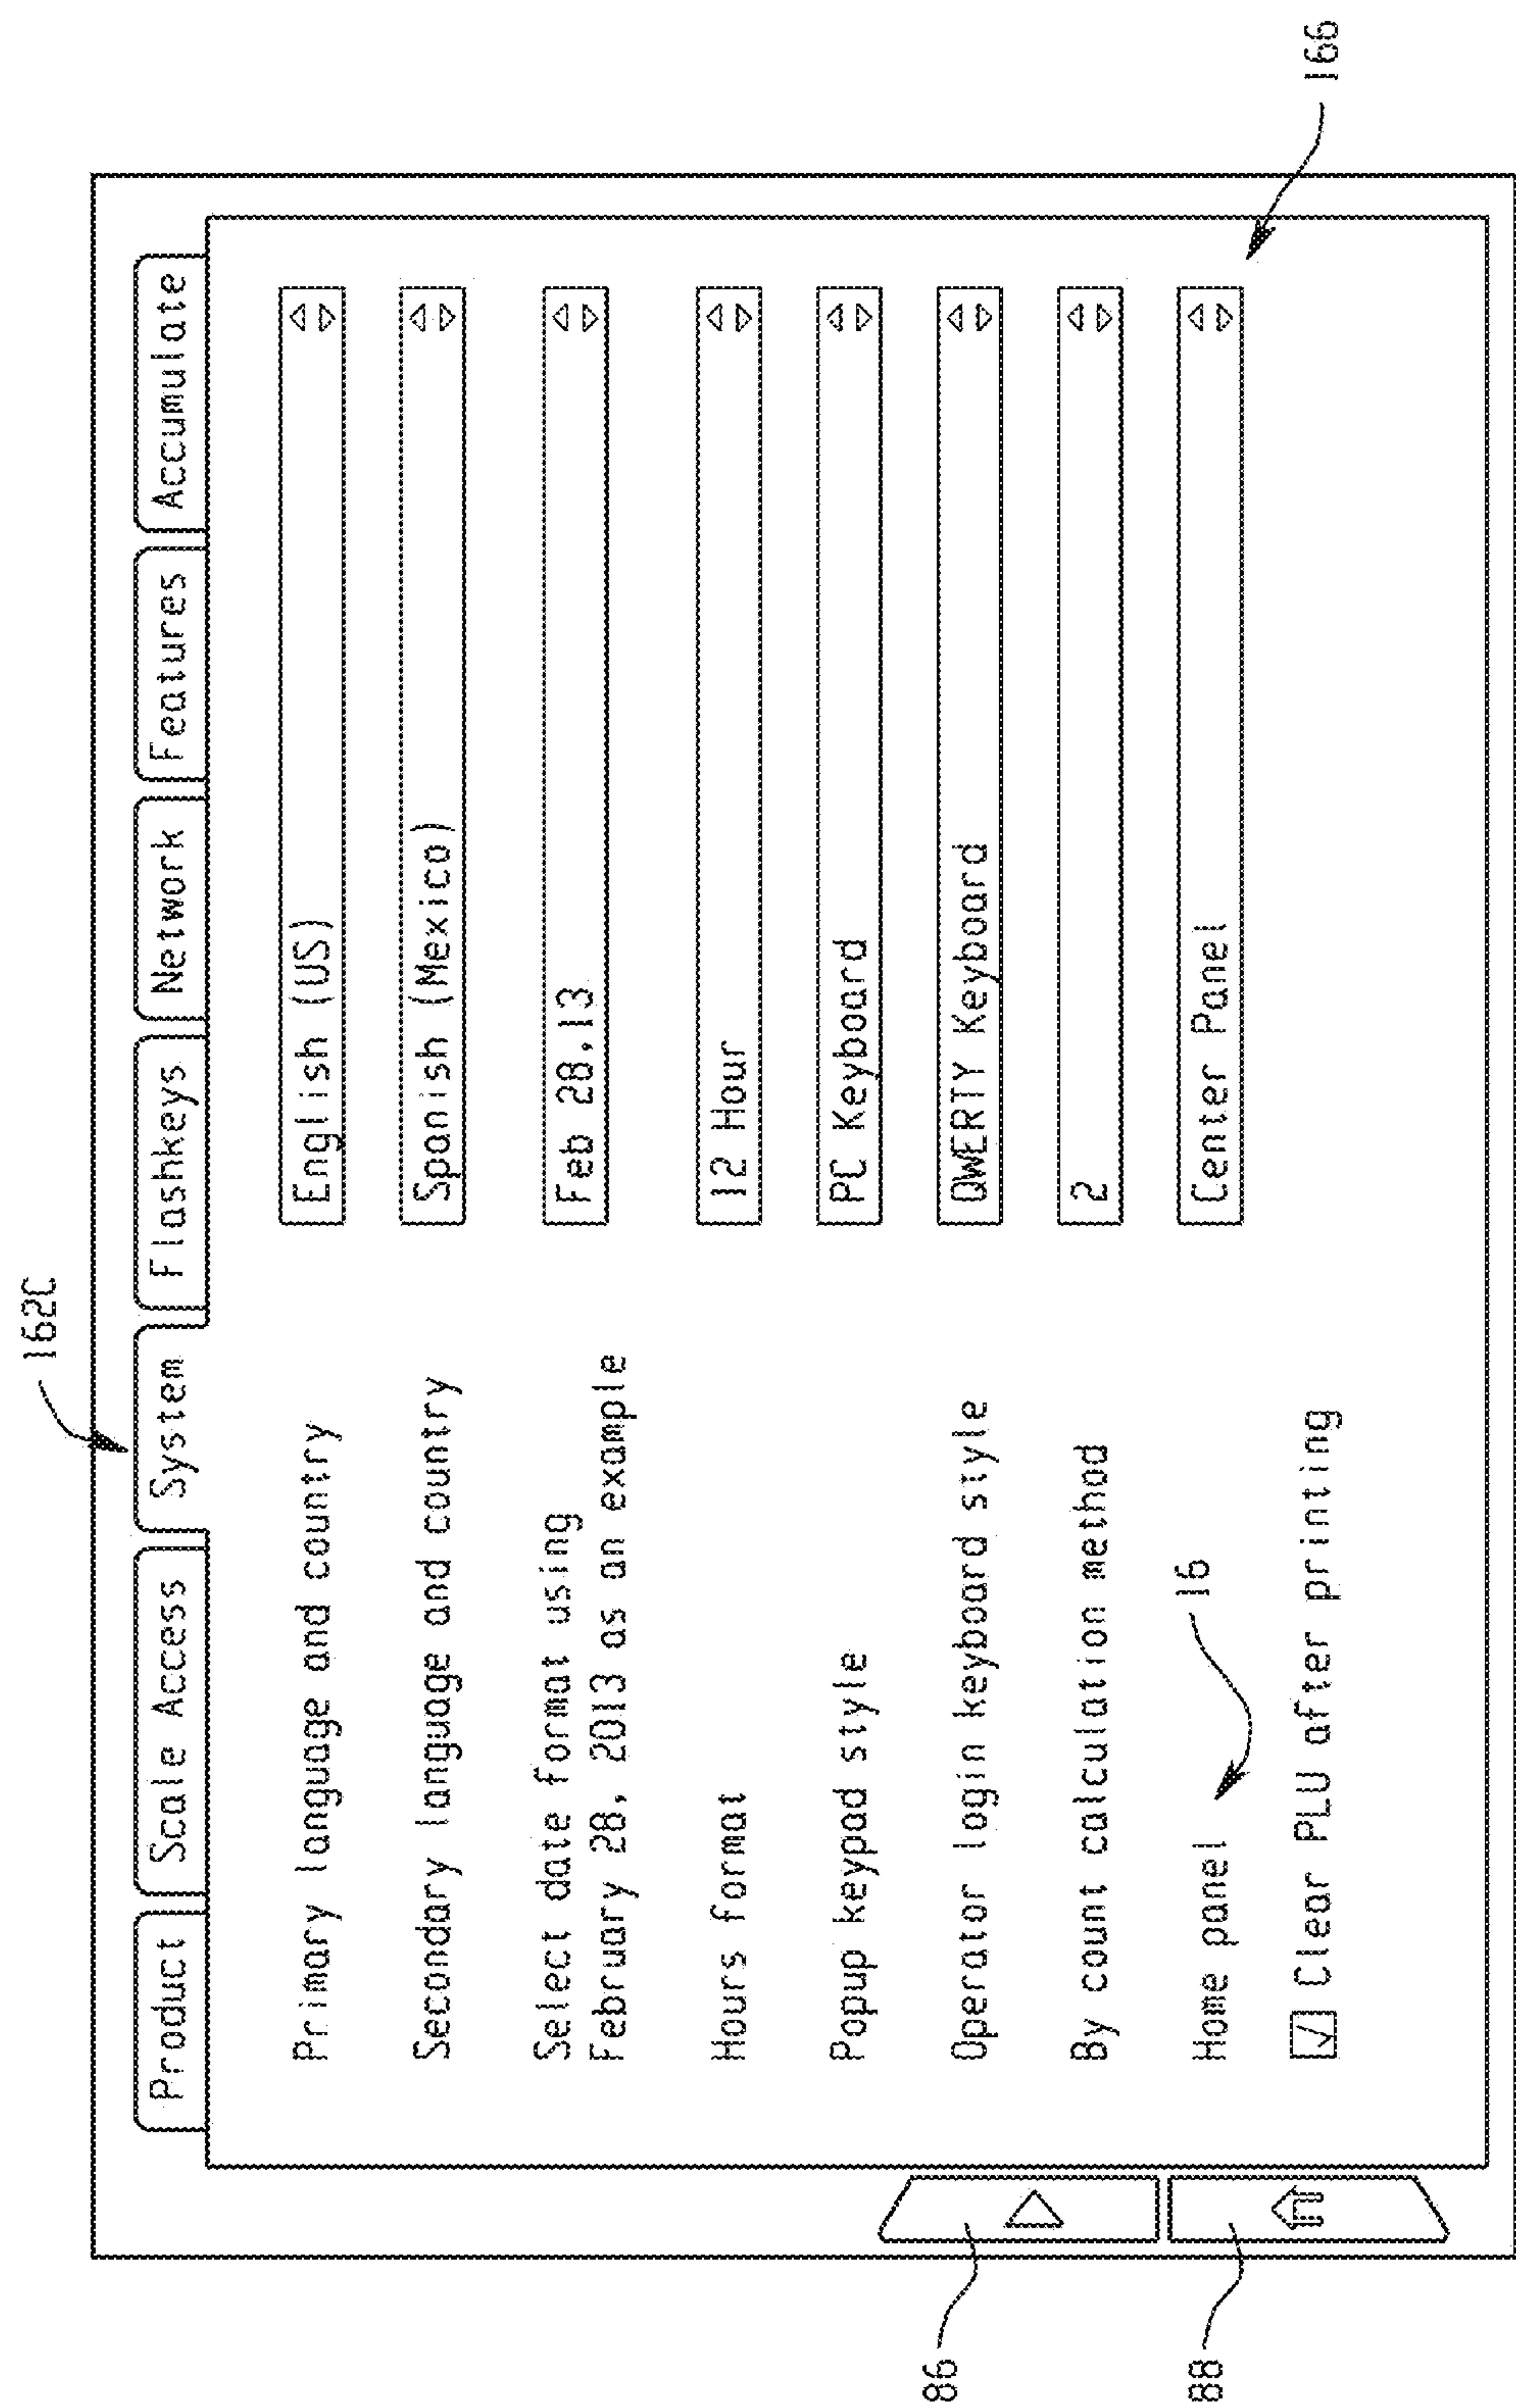 162C
Product
Scale Access
System
Flashkeys
Network
Features
Accumulate
Primary language and country
English (US)
Secondary language and country
Spanish (Mexico)
Select date format using
February 28, 2013 as an example
Feb 28,13
Hours format
12 Hour
Popup keypad style
PC Keyboard
Operator login keyboard style
QWERTY Keyboard
By count calculation method
2
Home panel
Center Panel
16
Clear PLU after printing
86
88
166